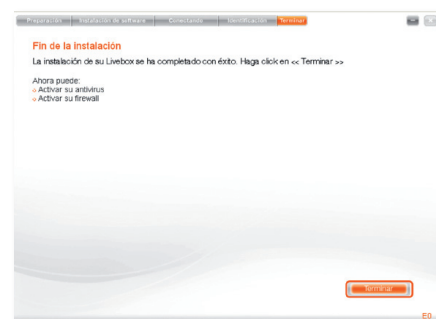 Preparación Instalación de software Conectando Identificación Terminar
Fin de la instalación
La instalación de su Livebox se ha completado con éxito. Haga click en << Terminar >>
Ahora puede:
Activar su antivirus
Activar su firewall
Terminar
E0